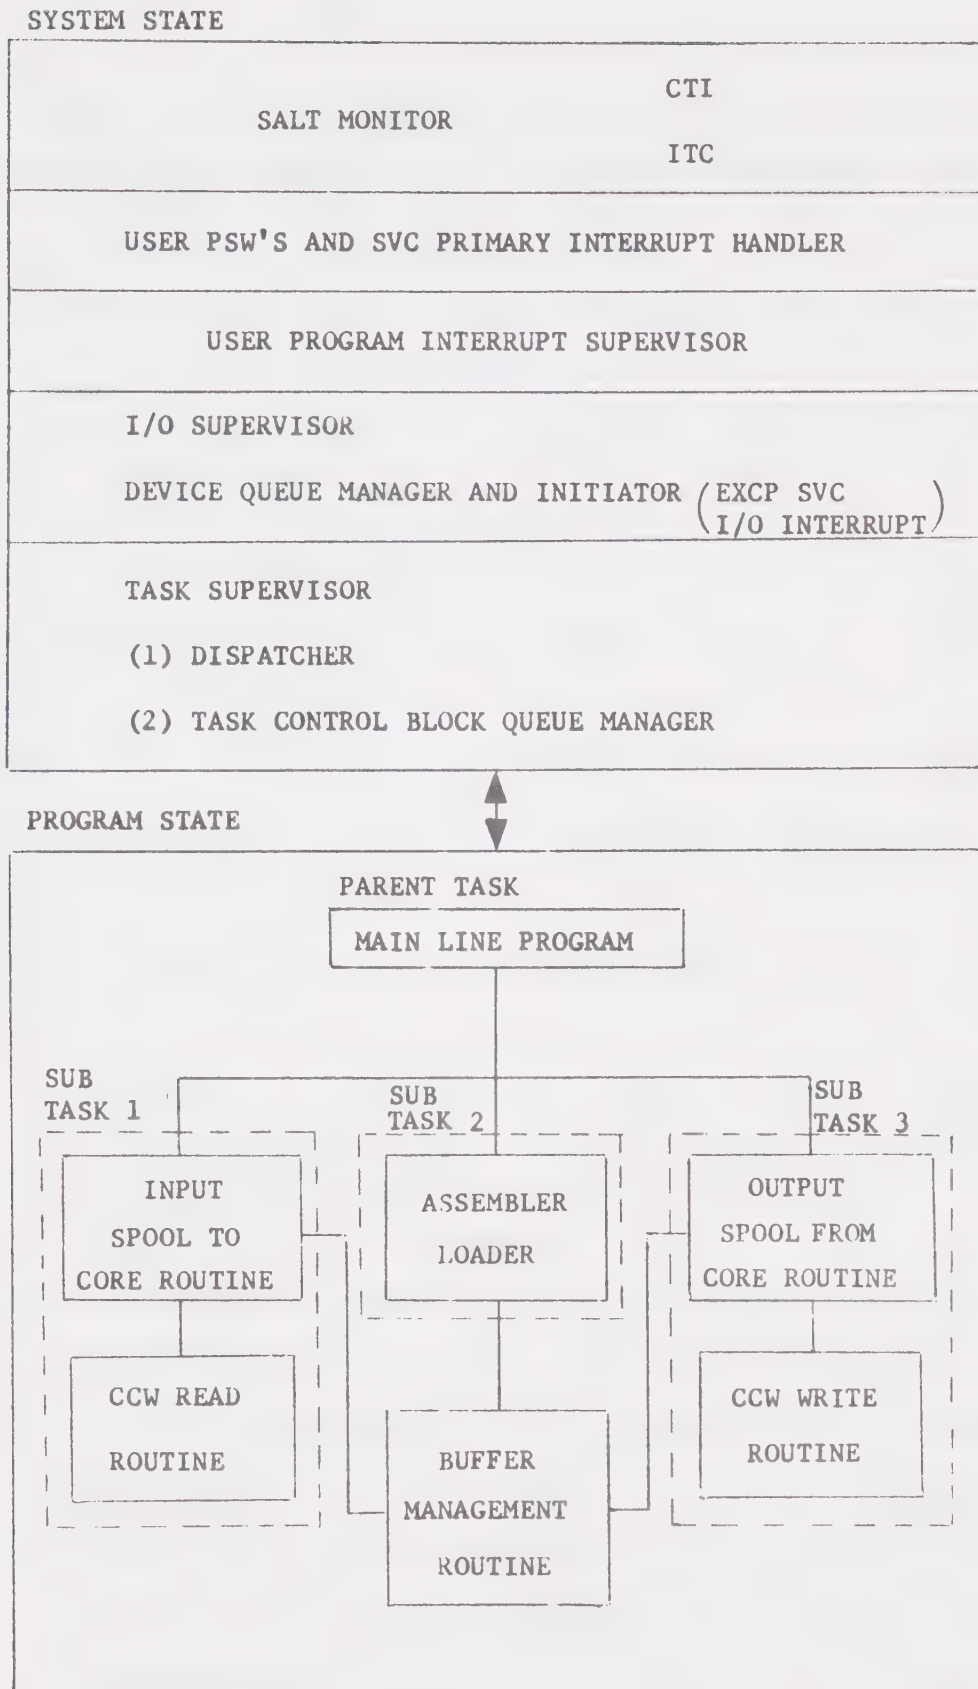 SYSTEM STATE
SALT MONITOR
CTI
ITC
USER PSW'S AND SVC PRIMARY INTERRUPT HANDLER
USER PROGRAM INTERRUPT SUPERVISOR
I/O SUPERVISOR
DEVICE QUEUE MANAGER AND INITIATOR (EXCP SVC
I/O INTERRUPT)
TASK SUPERVISOR
(1) DISPATCHER
(2) TASK CONTROL BLOCK QUEUE MANAGER
PROGRAM STATE
PARENT TASK
MAIN LINE PROGRAM
SUB
TASK 1
INPUT
SPOOL TO
CORE ROUTINE
CCW READ
ROUTINE
SUB
TASK 2
ASSEMBLER
LOADER
BUFFER
MANAGEMENT
ROUTINE
SUB
TASK 3
OUTPUT
SPOOL FROM
CORE ROUTINE
CCW WRITE
ROUTINE